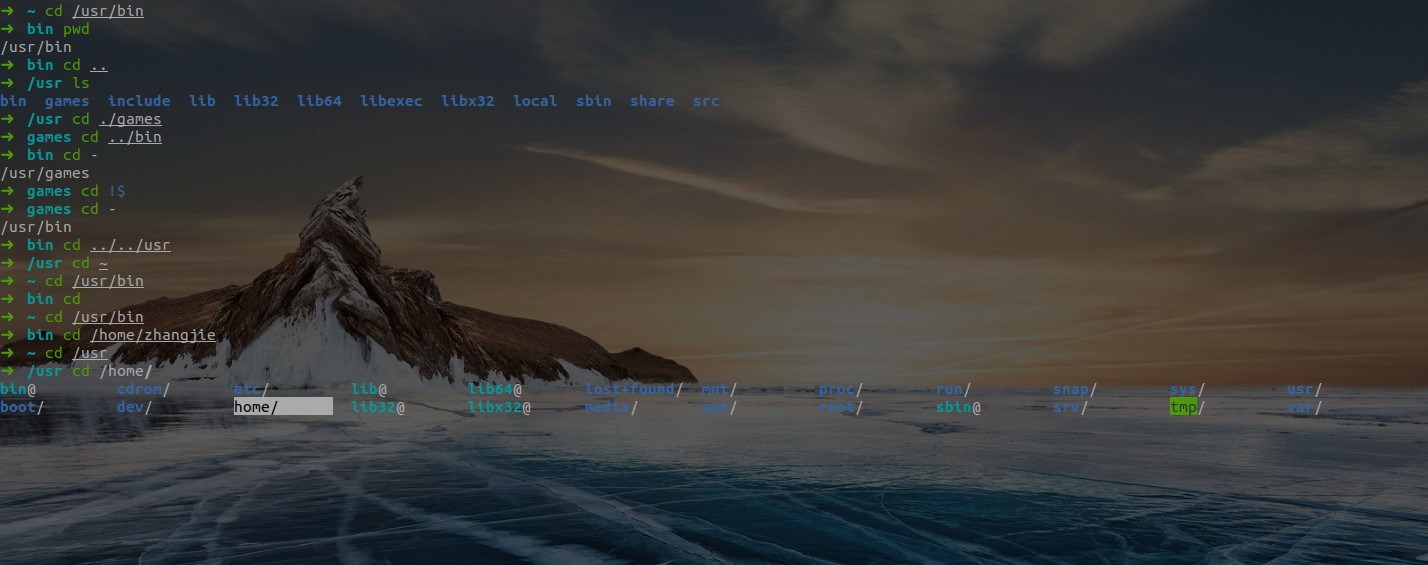 ➜ ~ cd /usr/bin
➜ bin pwd
/usr/bin
➜ bin cd ..
➜ /usr ls
bin games include lib lib32 lib64 libexec libx32 local sbin share src
➜ /usr cd ./games
➜ games cd ../bin
➜ bin cd -
/usr/games
➜ games cd !$
➜ games cd -
/usr/bin
➜ bin cd ../../usr
➜ /usr cd ~
➜ ~ cd /usr/bin
➜ bin cd
➜ ~ cd /usr/bin
➜ bin cd /home/zhangjie
➜ ~ cd /usr
➜ /usr cd /home/
bin@ cdrom/ etc/ lib@ lib64@ lost+found/ mnt/ proc/ run/ snap/ sys/ usr/
boot/ dev/ home/ lib32@ libx32@ media/ opt/ root/ sbin@ srv/ tmp/ var/